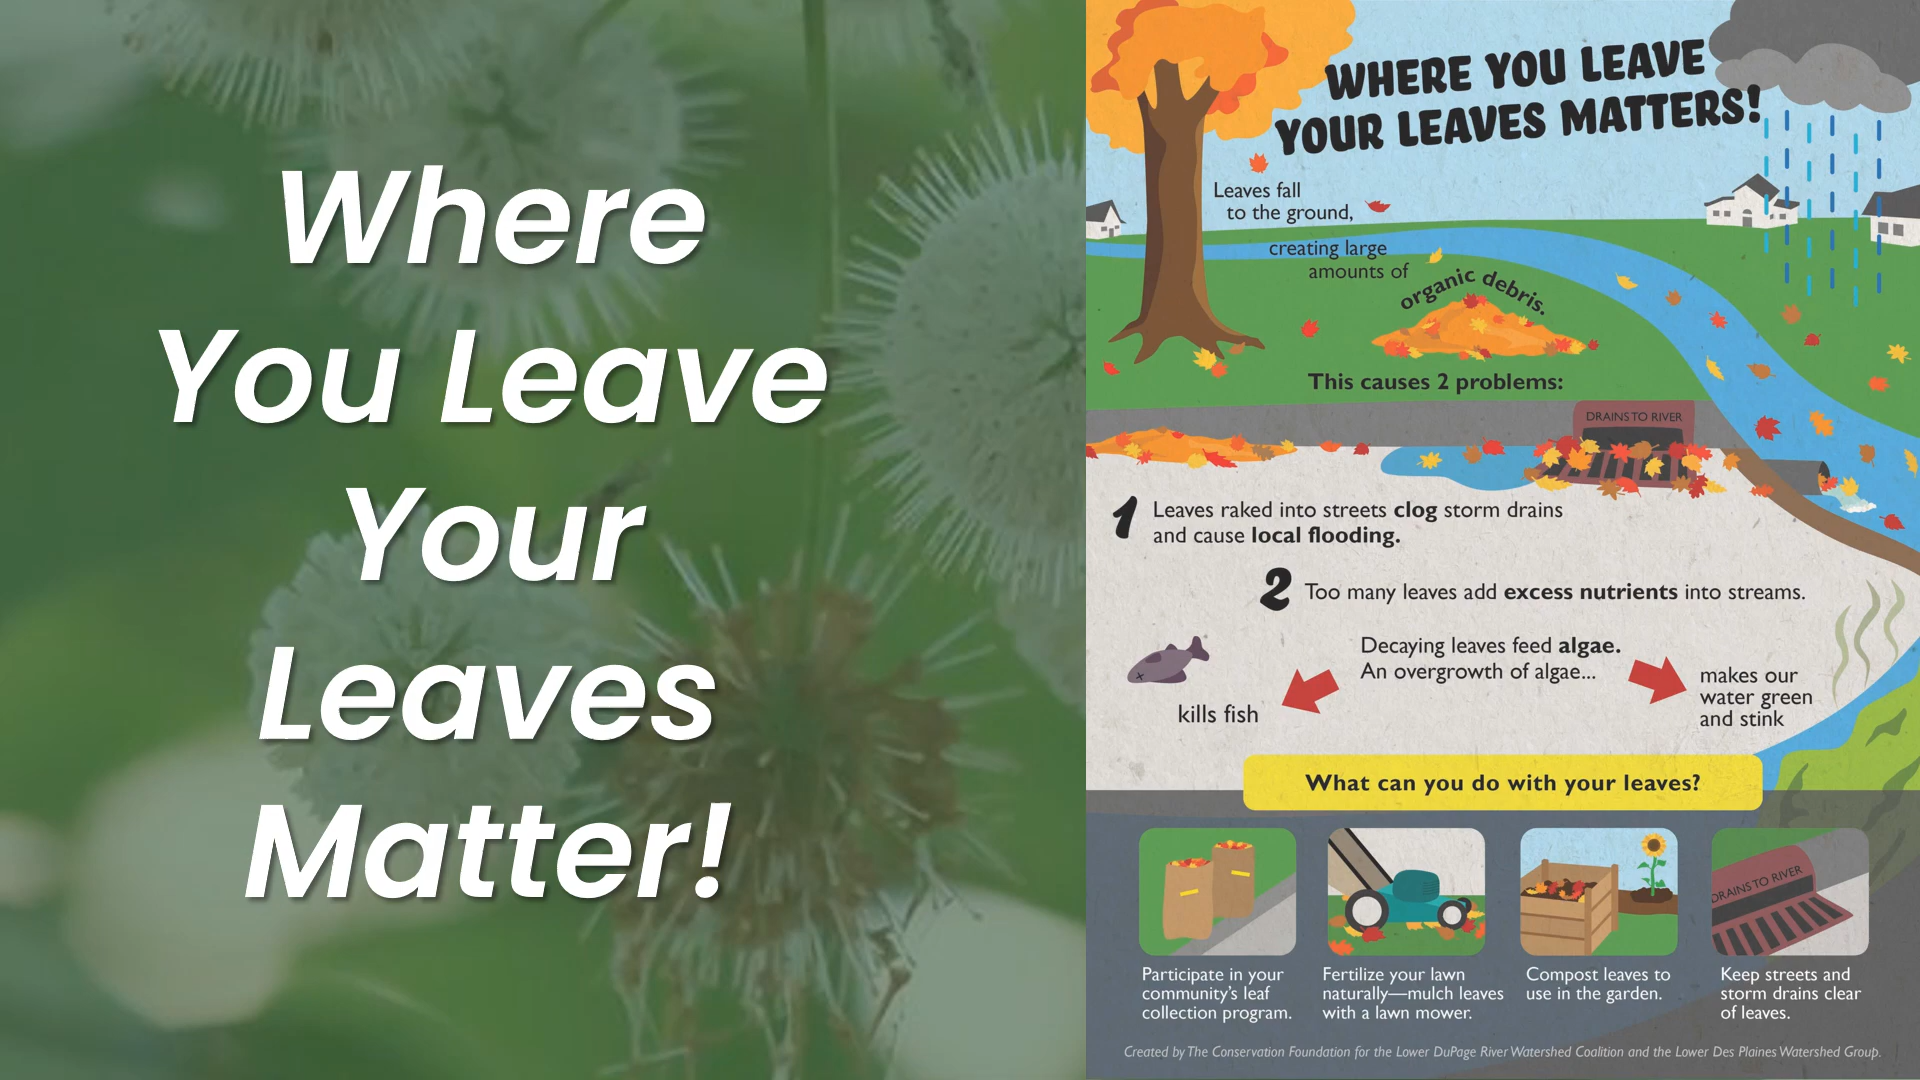 Where
You Leave
Your
Leaves
Matter!
WHERE YOU LEAVE
YOUR LEAVES MATTERS!
Leaves fall
to the ground,
creating large
amounts of
organic debris.
This causes 2 problems:
DRAINS TO RIVER
1 Leaves raked into streets clog storm drains
and cause local flooding.
2 Too many leaves add excess nutrients into streams.
Decaying leaves feed algae.
An overgrowth of algae...
kills fish
makes our
water green
and stink
What can you do with your leaves?
DRAINS TO RIVER
Participate in your
community's leaf
collection program.
Fertilize your lawn
naturally—mulch leaves
with a lawn mower.
Compost leaves to
use in the garden.
Keep streets and
storm drains clear
of leaves.
Created by The Conservation Foundation for the Lower DuPage River Watershed Coalition and the Lower Des Plaines Watershed Group.